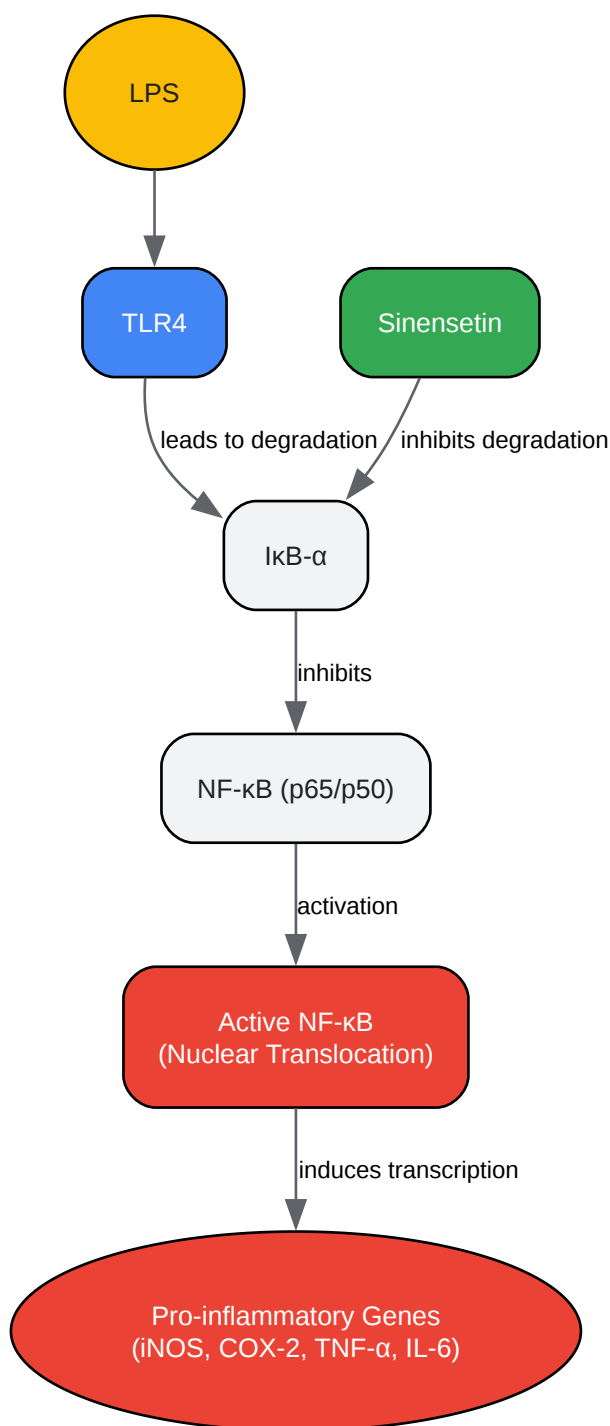 LPS
TLR4
Sinensetin
leads to degradation
inhibits degradation
IκB-α
inhibits
NF-κB (p65/p50)
activation
Active NF-κB
(Nuclear Translocation)
induces transcription
Pro-inflammatory Genes
(iNOS, COX-2, TNF-α, IL-6)